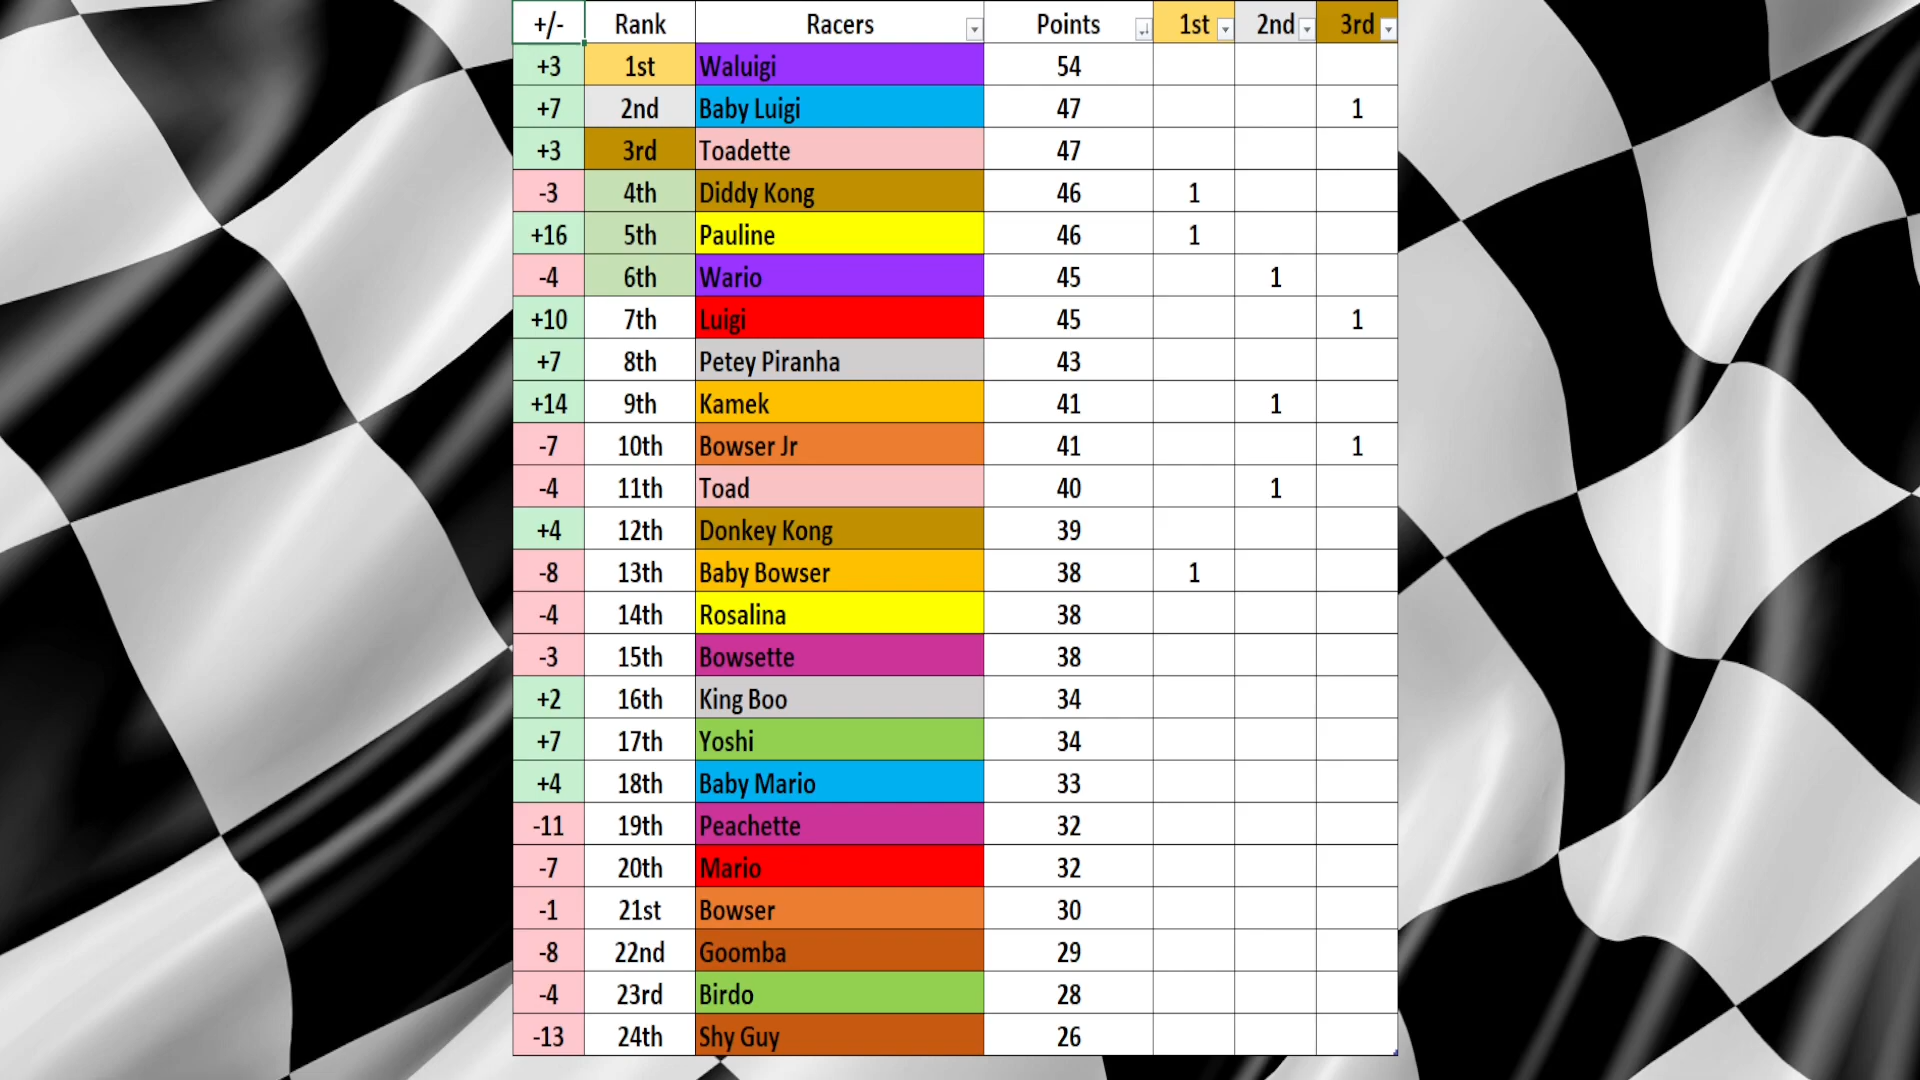 +/- Rank Racers Points 1st 2nd 3rd
+3 1st Waluigi 54
+7 2nd Baby Luigi 47 1
+3 3rd Toadette 47
-3 4th Diddy Kong 46 1
+16 5th Pauline 46 1
-4 6th Wario 45 1
+10 7th Luigi 45 1
+7 8th Petey Piranha 43
+14 9th Kamek 41 1
-7 10th Bowser Jr 41 1
-4 11th Toad 40 1
+4 12th Donkey Kong 39
-8 13th Baby Bowser 38 1
-4 14th Rosalina 38
-3 15th Bowsette 38
+2 16th King Boo 34
+7 17th Yoshi 34
+4 18th Baby Mario 33
-11 19th Peachette 32
-7 20th Mario 32
-1 21st Bowser 30
-8 22nd Goomba 29
-4 23rd Birdo 28
-13 24th Shy Guy 26